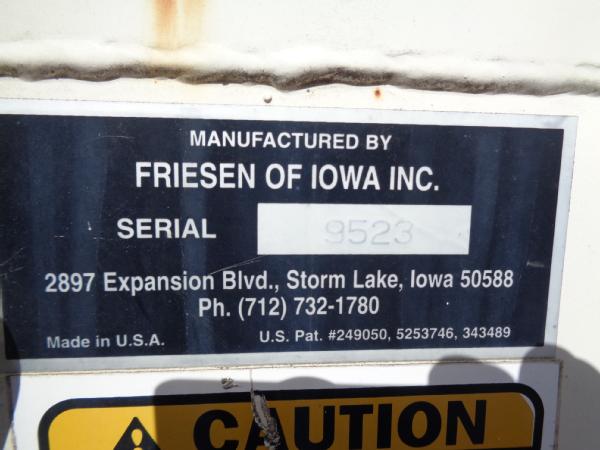 MANUFACTURED BY
FRIESEN OF IOWA INC.
SERIAL 9523
2897 Expansion Blvd., Storm Lake, Iowa 50588
Ph. (712) 732-1780
Made in U.S.A. U.S. Pat. #249050, 5253746, 343489
CAUTION